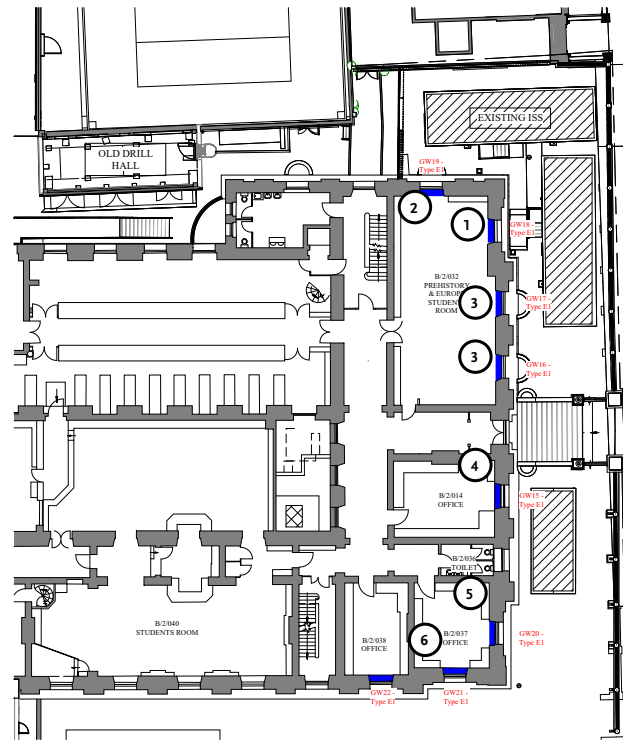 EXISTING ISS
OLD DRILL
HALL
GW19 -
Type E1
2
1
GW18 -
Type E1
B/2/032
PREHISTORY
& EUROPE
STUDENTS
ROOM
3
GW17 -
Type E1
3
GW16 -
Type E1
4
B/2/014
OFFICE
GW15 -
Type E1
B/2/036
TOILET
5
B/2/040
STUDENTS ROOM
B/2/038
OFFICE
6
B/2/037
OFFICE
GW20 -
Type E1
GW22 -
Type E1
GW21 -
Type E1